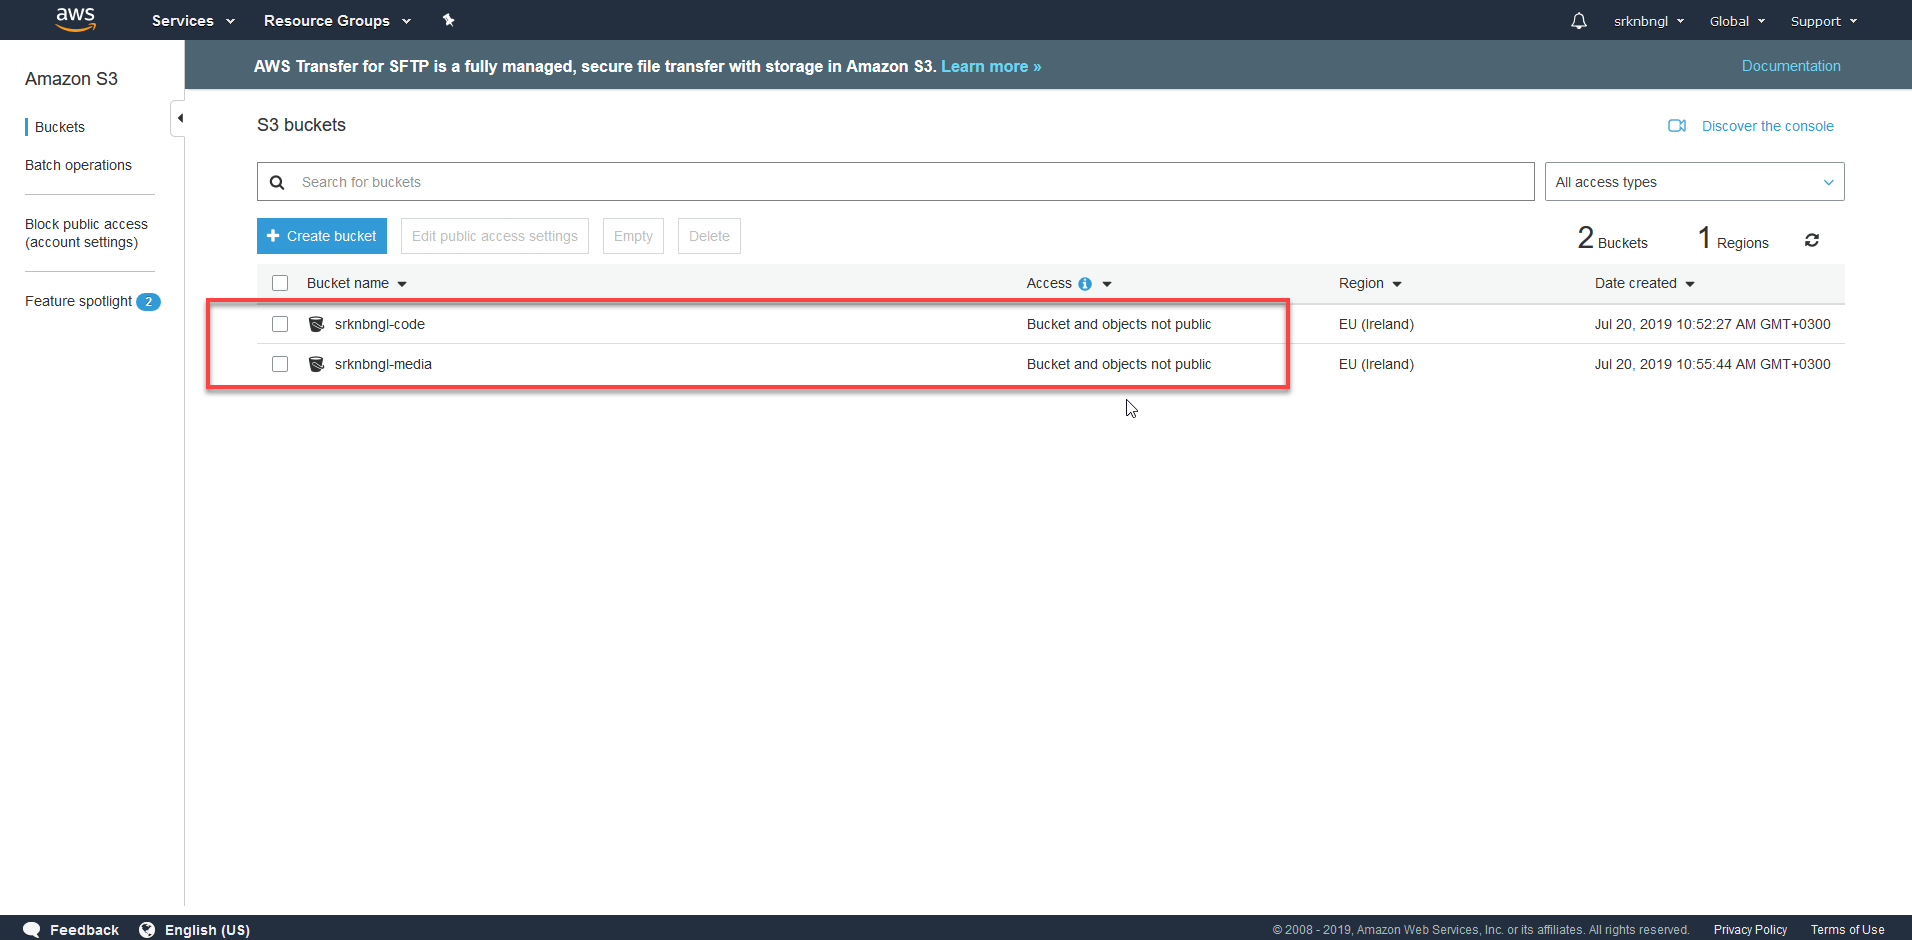 aws Services Resource Groups srknbngl Global Support
Amazon S3
Buckets
Batch operations
Block public access
(account settings)
Feature spotlight 2
AWS Transfer for SFTP is a fully managed, secure file transfer with storage in Amazon S3. Learn more » Documentation
S3 buckets Discover the console
Search for buckets All access types
Create bucket Edit public access settings Empty Delete 2 Buckets 1 Regions
Bucket name Access Region Date created
srknbngl-code Bucket and objects not public EU (Ireland) Jul 20, 2019 10:52:27 AM GMT+0300
srknbngl-media Bucket and objects not public EU (Ireland) Jul 20, 2019 10:55:44 AM GMT+0300
Feedback English (US) © 2008 - 2019, Amazon Web Services, Inc. or its affiliates. All rights reserved. Privacy Policy Terms of Use